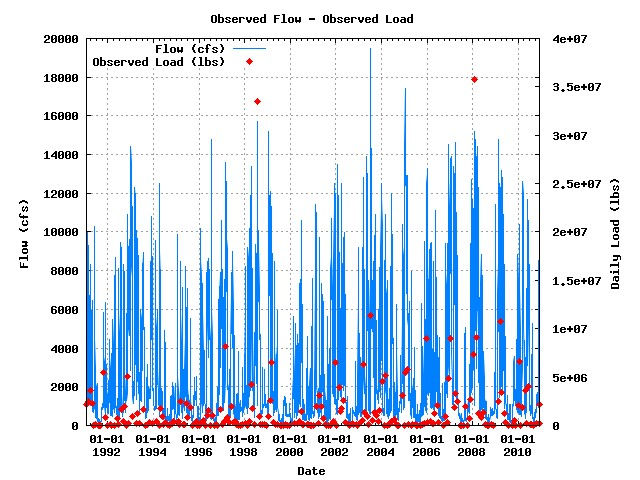 Observed Flow - Observed Load
20000 4e+07
Flow (cfs)
Observed Load (lbs)
18000 3.5e+07
16000 3e+07
14000 2.5e+07
12000
10000 2e+07
8000 1.5e+07
6000 1e+07
4000
2000 5e+06
0 0
Flow (cfs)
Daily Load (lbs)
01-01 01-01 01-01 01-01 01-01 01-01 01-01 01-01 01-01 01-01
1992 1994 1996 1998 2000 2002 2004 2006 2008 2010
Date